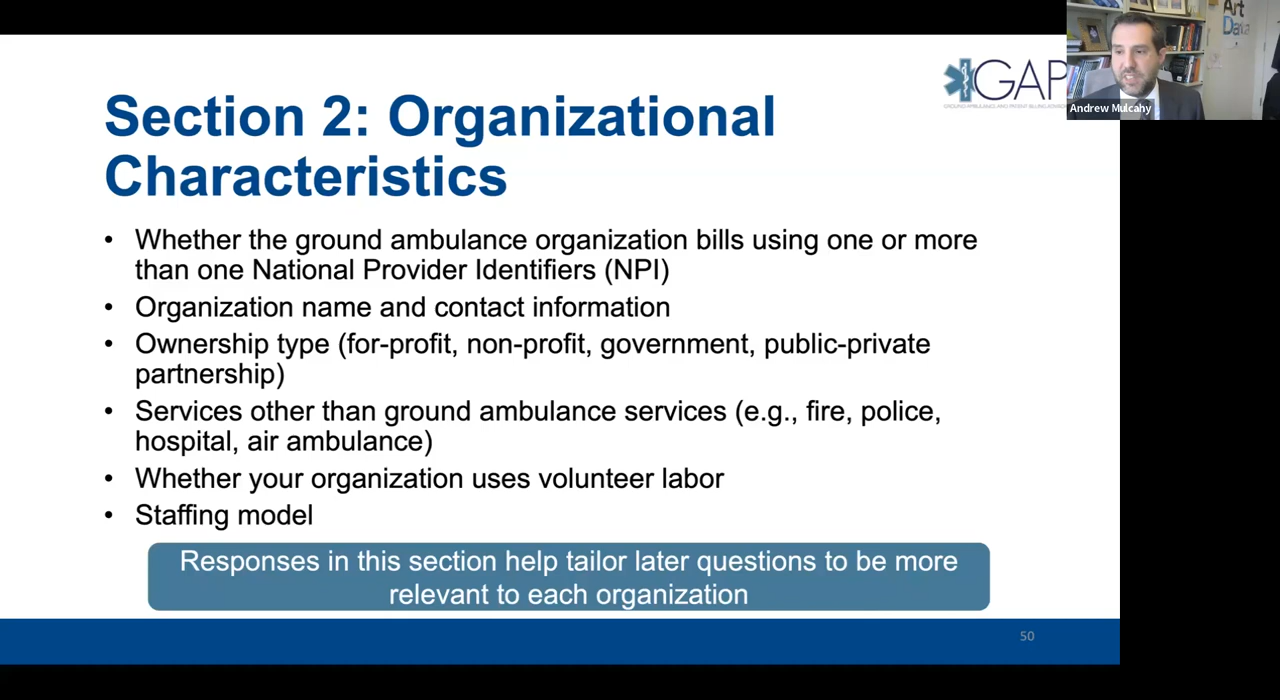 Section 2: Organizational
Characteristics
GAP
Art
Data
Andrew Mulcahy
• Whether the ground ambulance organization bills using one or more
than one National Provider Identifiers (NPI)
• Organization name and contact information
• Ownership type (for-profit, non-profit, government, public-private
partnership)
• Services other than ground ambulance services (e.g., fire, police,
hospital, air ambulance)
• Whether your organization uses volunteer labor
• Staffing model
Responses in this section help tailor later questions to be more
relevant to each organization
50